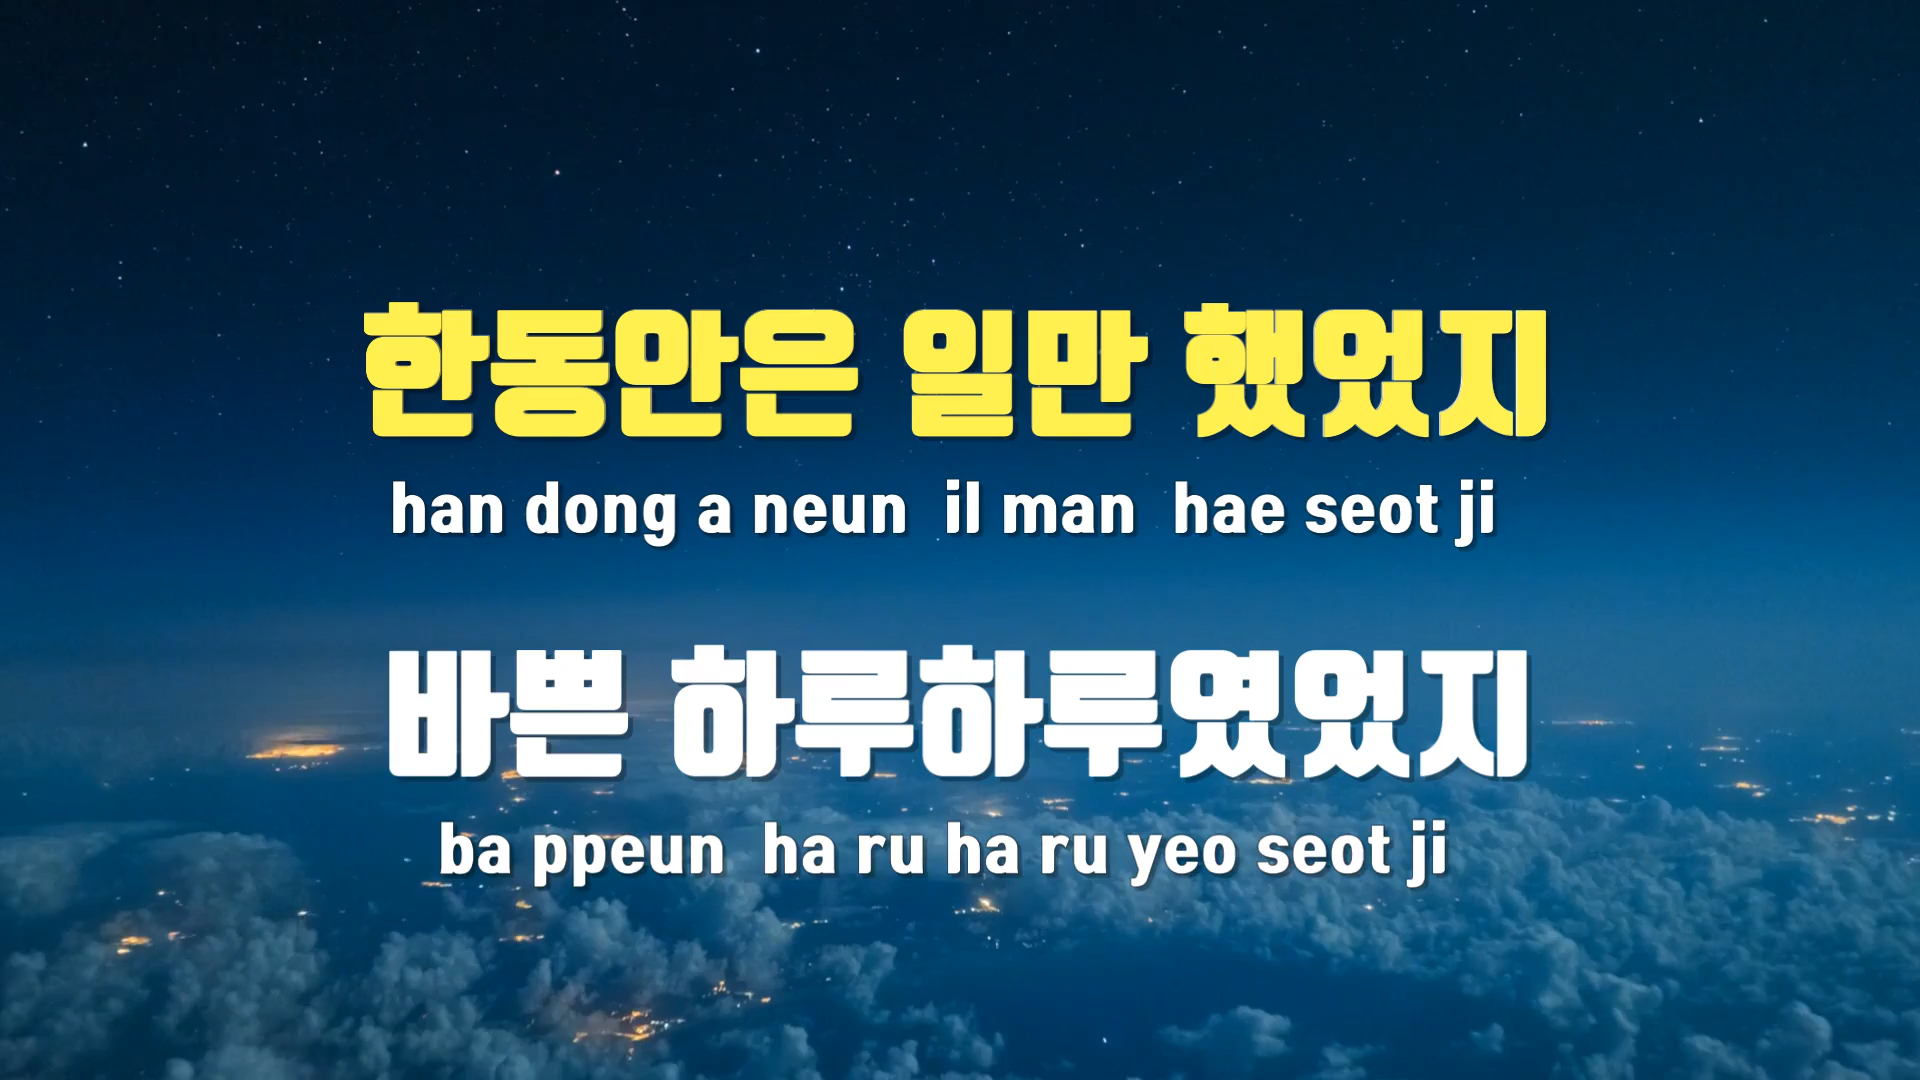 한동안은 일만 했었지
han dong a neun il man hae seot ji
바쁜 하루하루였었지
ba ppeun ha ru ha ru yeo seot ji